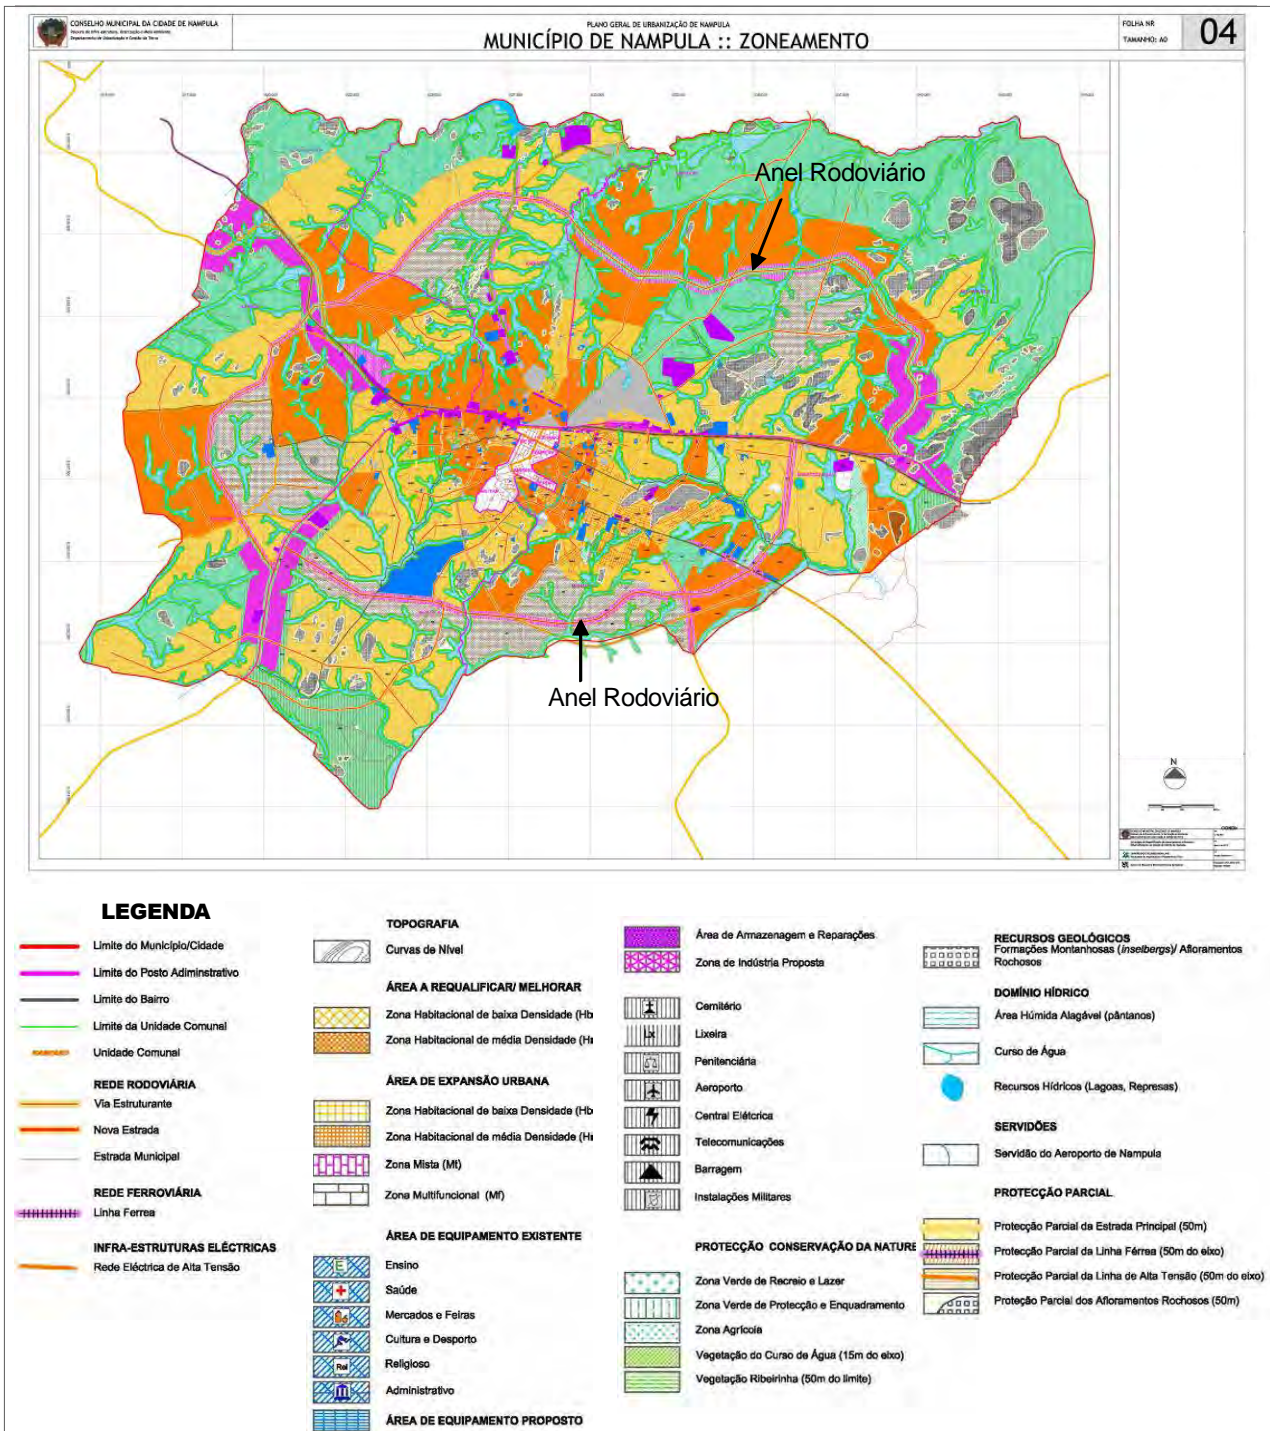 CONSELHO MUNICIPAL DA CIDADE DE NAMPULA
PLANO GERAL DE URBANIZAÇÃO DE NAMPULA
MUNICÍPIO DE NAMPULA :: ZONEAMENTO
FOLHA NR
TAMANHO: A0
04
Anel Rodoviário
Anel Rodoviário
N
LEGENDA
Limite do Município/Cidade
Limite do Posto Adiminstrativo
Limite do Bairro
Limite da Unidade Comunal
Unidade Comunal
REDE RODOVIÁRIA
Via Estruturante
Nova Estrada
Estrada Municipal
REDE FERROVIÁRIA
Linha Ferrea
INFRA-ESTRUTURAS ELÉCTRICAS
Rede Eléctrica de Alta Tensão
TOPOGRAFIA
Curvas de Nível
ÁREA A REQUALIFICAR/ MELHORAR
Zona Habitacional de baixa Densidade (Hb
Zona Habitacional de média Densidade (H
ÁREA DE EXPANSÃO URBANA
Zona Habitacional de baixa Densidade (Hb
Zona Habitacional de média Densidade (H
Zona Mista (Mt)
Zona Multifuncional (Mf)
ÁREA DE EQUIPAMENTO EXISTENTE
E Ensino
Saúde
Mercados e Feiras
Cultura e Desporto
Rel Religioso
Administrativo
ÁREA DE EQUIPAMENTO PROPOSTO
Área de Armazenagem e Reparações
Zona de Indústria Proposta
Cemitério
Lx Lixeira
Penitenciária
Aeroporto
Central Elétcrica
Telecomunicações
Barragem
Instalações Militares
PROTECÇÃO CONSERVAÇÃO DA NATURE
Zona Verde de Recreio e Lazer
Zona Verde de Protecção e Enquadramento
Zona Agrícola
Vegetação do Curso de Água (15m do eixo)
Vegetação Ribeirinha (50m do limite)
RECURSOS GEOLÓGICOS
Formações Montanhosas (inselbergs)/ Afloramentos
Rochosos
DOMÍNIO HÍDRICO
Área Húmida Alagável (pântanos)
Curso de Água
Recursos Hídricos (Lagoas, Represas)
SERVIDÕES
Servidão do Aeroporto de Nampula
PROTECÇÃO PARCIAL
Protecção Parcial da Estrada Principal (50m)
Protecção Parcial da Linha Férrea (50m do eixo)
Protecção Parcial da Linha de Alta Tensão (50m do eixo)
Proteção Parcial dos Afloramentos Rochosos (50m)